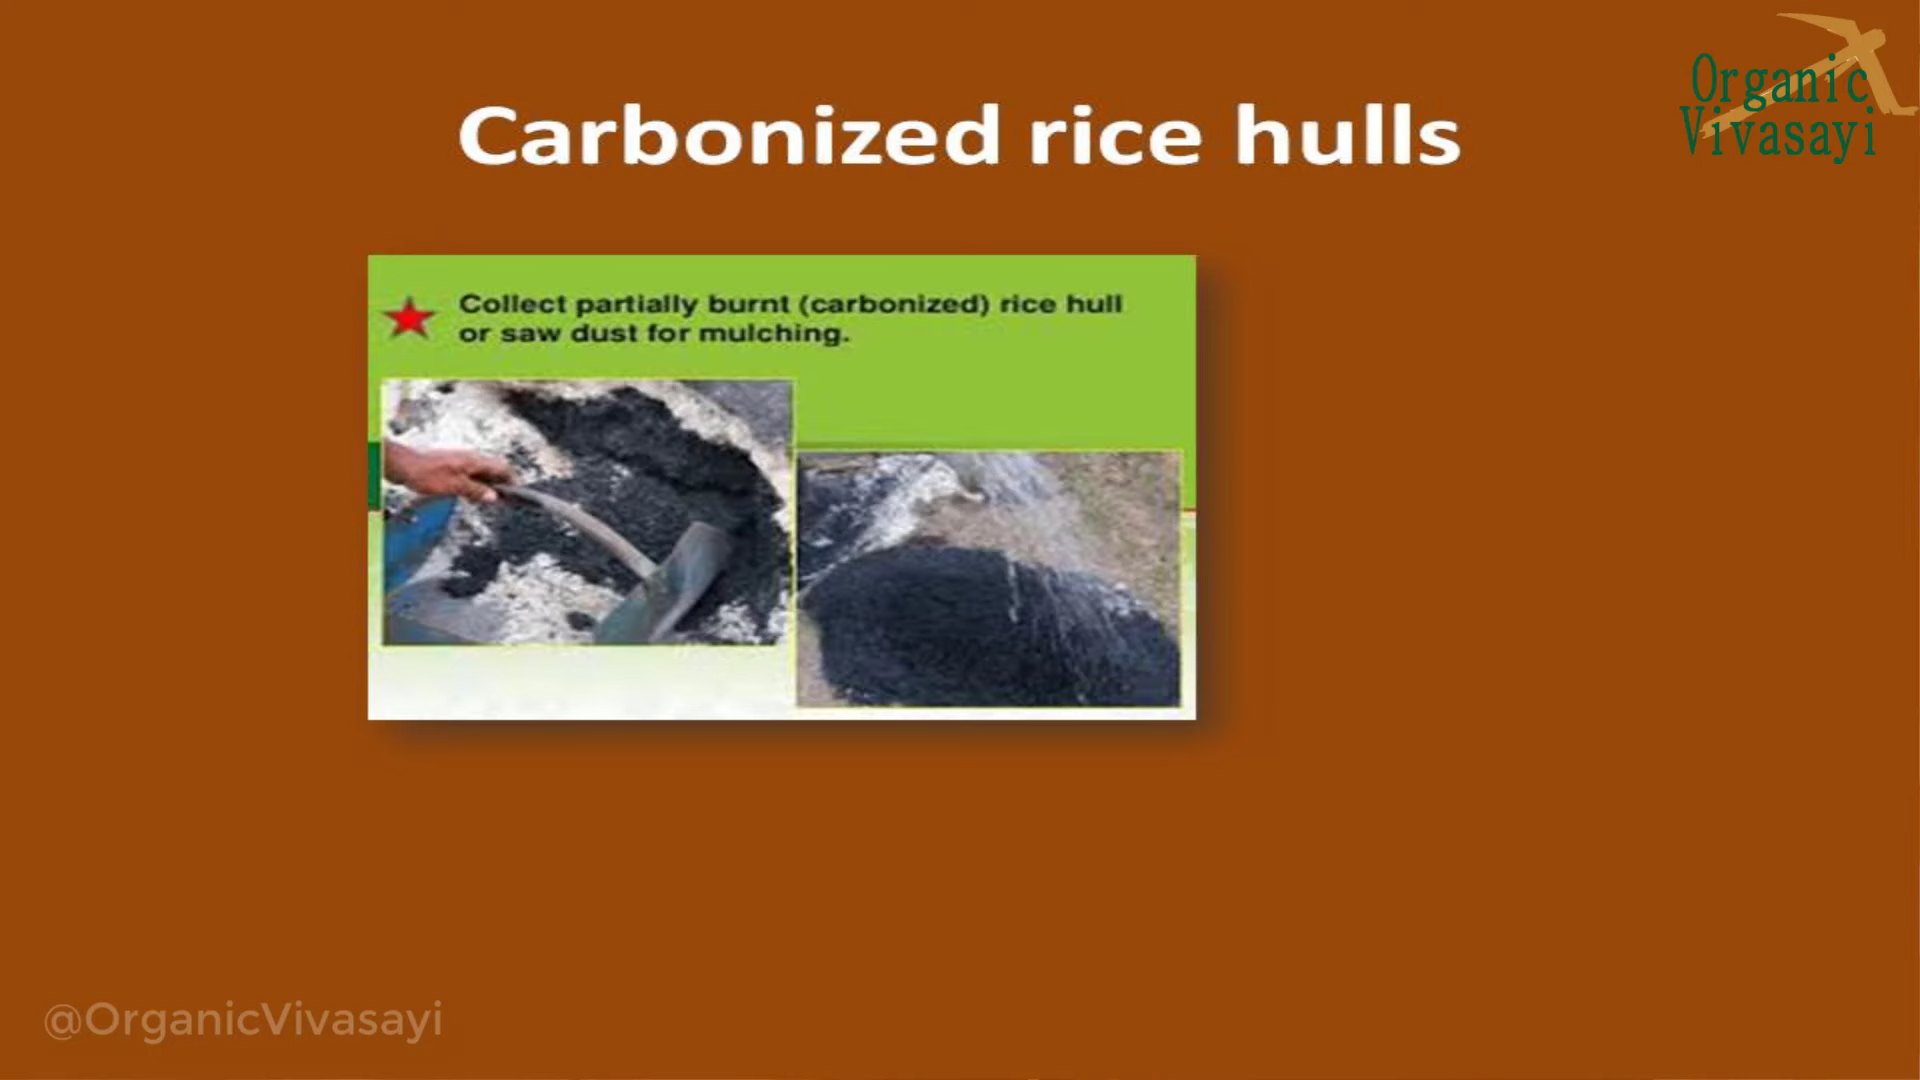 Organic
Vivasayi
Carbonized rice hulls
Collect partially burnt (carbonized) rice hull
or saw dust for mulching.
@OrganicVivasayi